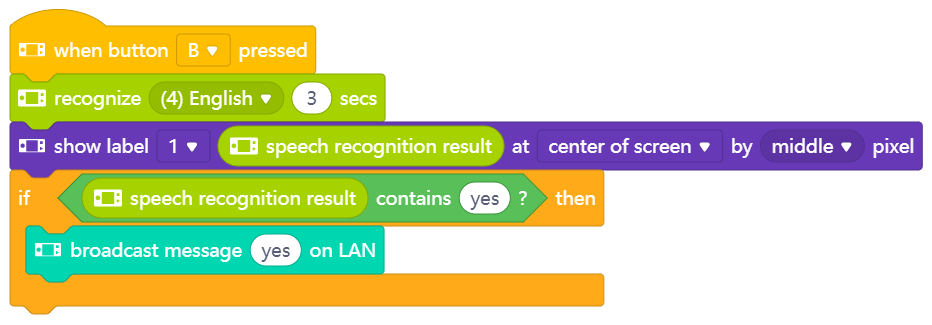 when button B pressed
recognize (4) English 3 secs
show label 1 speech recognition result at center of screen by middle pixel
if speech recognition result contains yes ? then
broadcast message yes on LAN